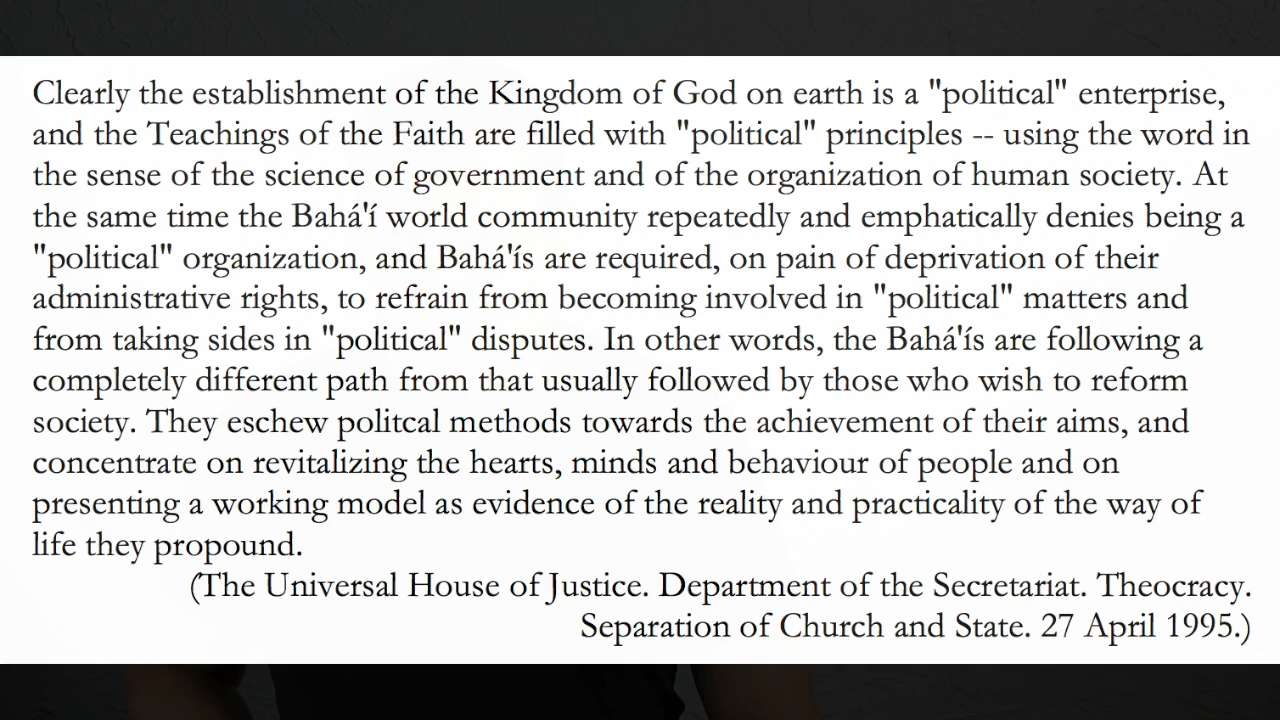 Clearly the establishment of the Kingdom of God on earth is a "political" enterprise,
and the Teachings of the Faith are filled with "political" principles -- using the word in
the sense of the science of government and of the organization of human society. At
the same time the Bahá'í world community repeatedly and emphatically denies being a
"political" organization, and Bahá'ís are required, on pain of deprivation of their
administrative rights, to refrain from becoming involved in "political" matters and
from taking sides in "political" disputes. In other words, the Bahá'ís are following a
completely different path from that usually followed by those who wish to reform
society. They eschew politcal methods towards the achievement of their aims, and
concentrate on revitalizing the hearts, minds and behaviour of people and on
presenting a working model as evidence of the reality and practicality of the way of
life they propound.
(The Universal House of Justice. Department of the Secretariat. Theocracy.
Separation of Church and State. 27 April 1995.)